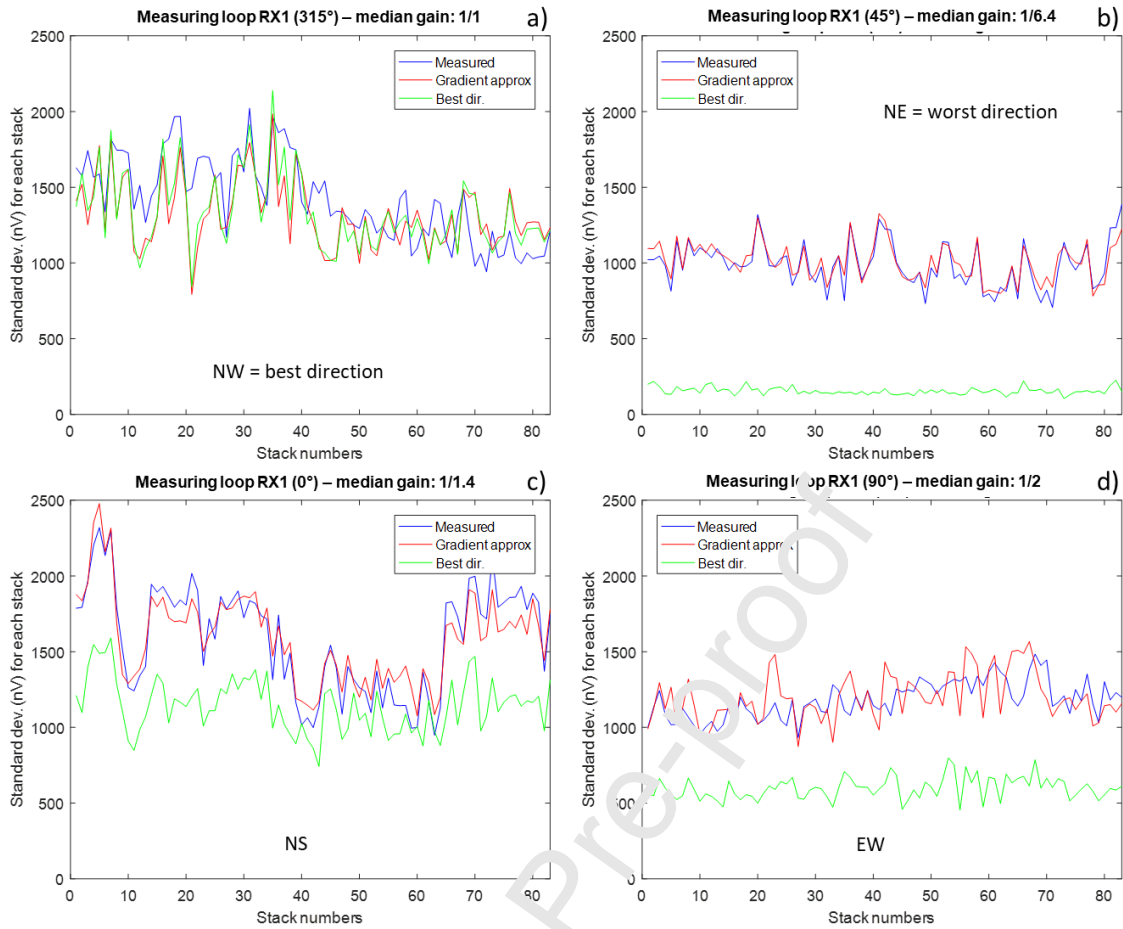 Measuring loop RX1 (315°) – median gain: 1/1
a)
2500
2000
1500
1000
500
0
Standard dev. (nV) for each stack
Measured
Gradient approx
Best dir.
NW = best direction
0 10 20 30 40 50 60 70 80
Stack numbers
Measuring loop RX1 (45°) – median gain: 1/6.4
b)
2500
2000
1500
1000
500
0
Standard dev. (nV) for each stack
Measured
Gradient approx
Best dir.
NE = worst direction
0 10 20 30 40 50 60 70 80
Stack numbers
Measuring loop RX1 (0°) – median gain: 1/1.4
c)
2500
2000
1500
1000
500
0
Standard dev. (nV) for each stack
Measured
Gradient approx
Best dir.
NS
0 10 20 30 40 50 60 70 80
Stack numbers
Measuring loop RX1 (90°) – median gain: 1/2
d)
2500
2000
1500
1000
500
0
Standard dev. (nV) for each stack
Measured
Gradient approx
Best dir.
EW
0 10 20 30 40 50 60 70 80
Stack numbers
Pre-proof